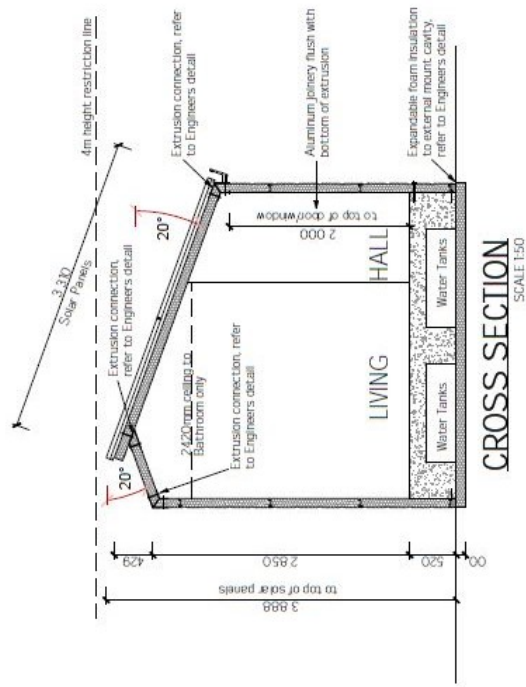 4m height restriction line
3 310
Solar Panels
Extrusion connection, refer
to Engineers detail
20°
Extrusion connection,
refer to Engineers detail
20°
2420mm ceiling to
Bathroom only
Extrusion connection, refer
to Engineers detail
Aluminum joinery flush with
bottom of extrusion
2 000
to top of door/window
LIVING
HALL
Expandable foam insulation
to external mount cavity,
refer to Engineers detail
Water Tanks
Water Tanks
429
2 850
520
00
3 888
to top of solar panels
CROSS SECTION
SCALE 1:50